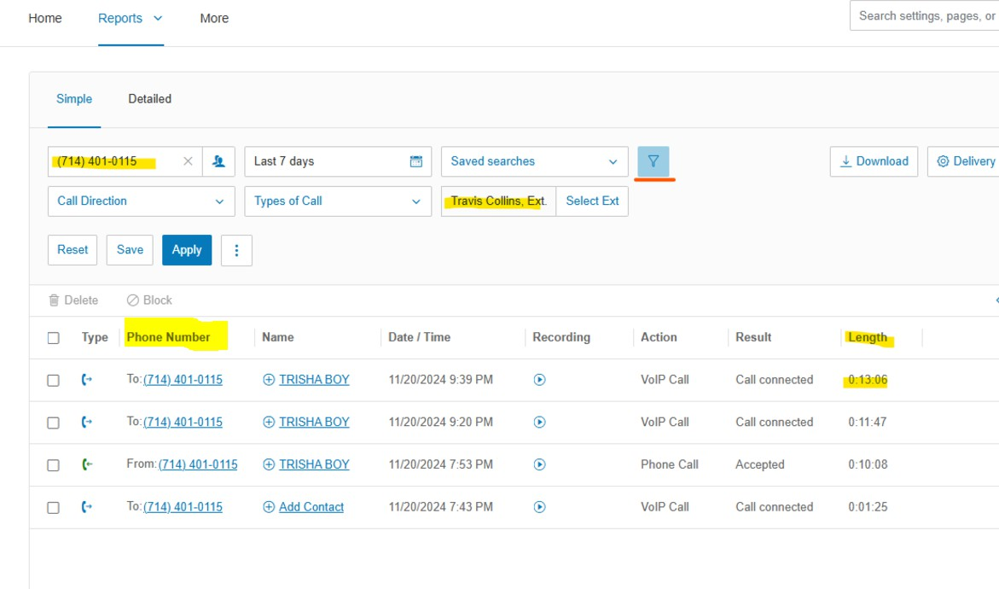 Home Reports More Search settings, pages, or
Simple Detailed
(714) 401-0115 Last 7 days Saved searches Download Delivery
Call Direction Types of Call Travis Collins, Ext. Select Ext
Reset Save Apply
Delete Block
Type Phone Number Name Date / Time Recording Action Result Length
To: (714) 401-0115 TRISHA BOY 11/20/2024 9:39 PM VoIP Call Call connected 0:13:06
To: (714) 401-0115 TRISHA BOY 11/20/2024 9:20 PM VoIP Call Call connected 0:11:47
From: (714) 401-0115 TRISHA BOY 11/20/2024 7:53 PM Phone Call Accepted 0:10:08
To: (714) 401-0115 Add Contact 11/20/2024 7:43 PM VoIP Call Call connected 0:01:25